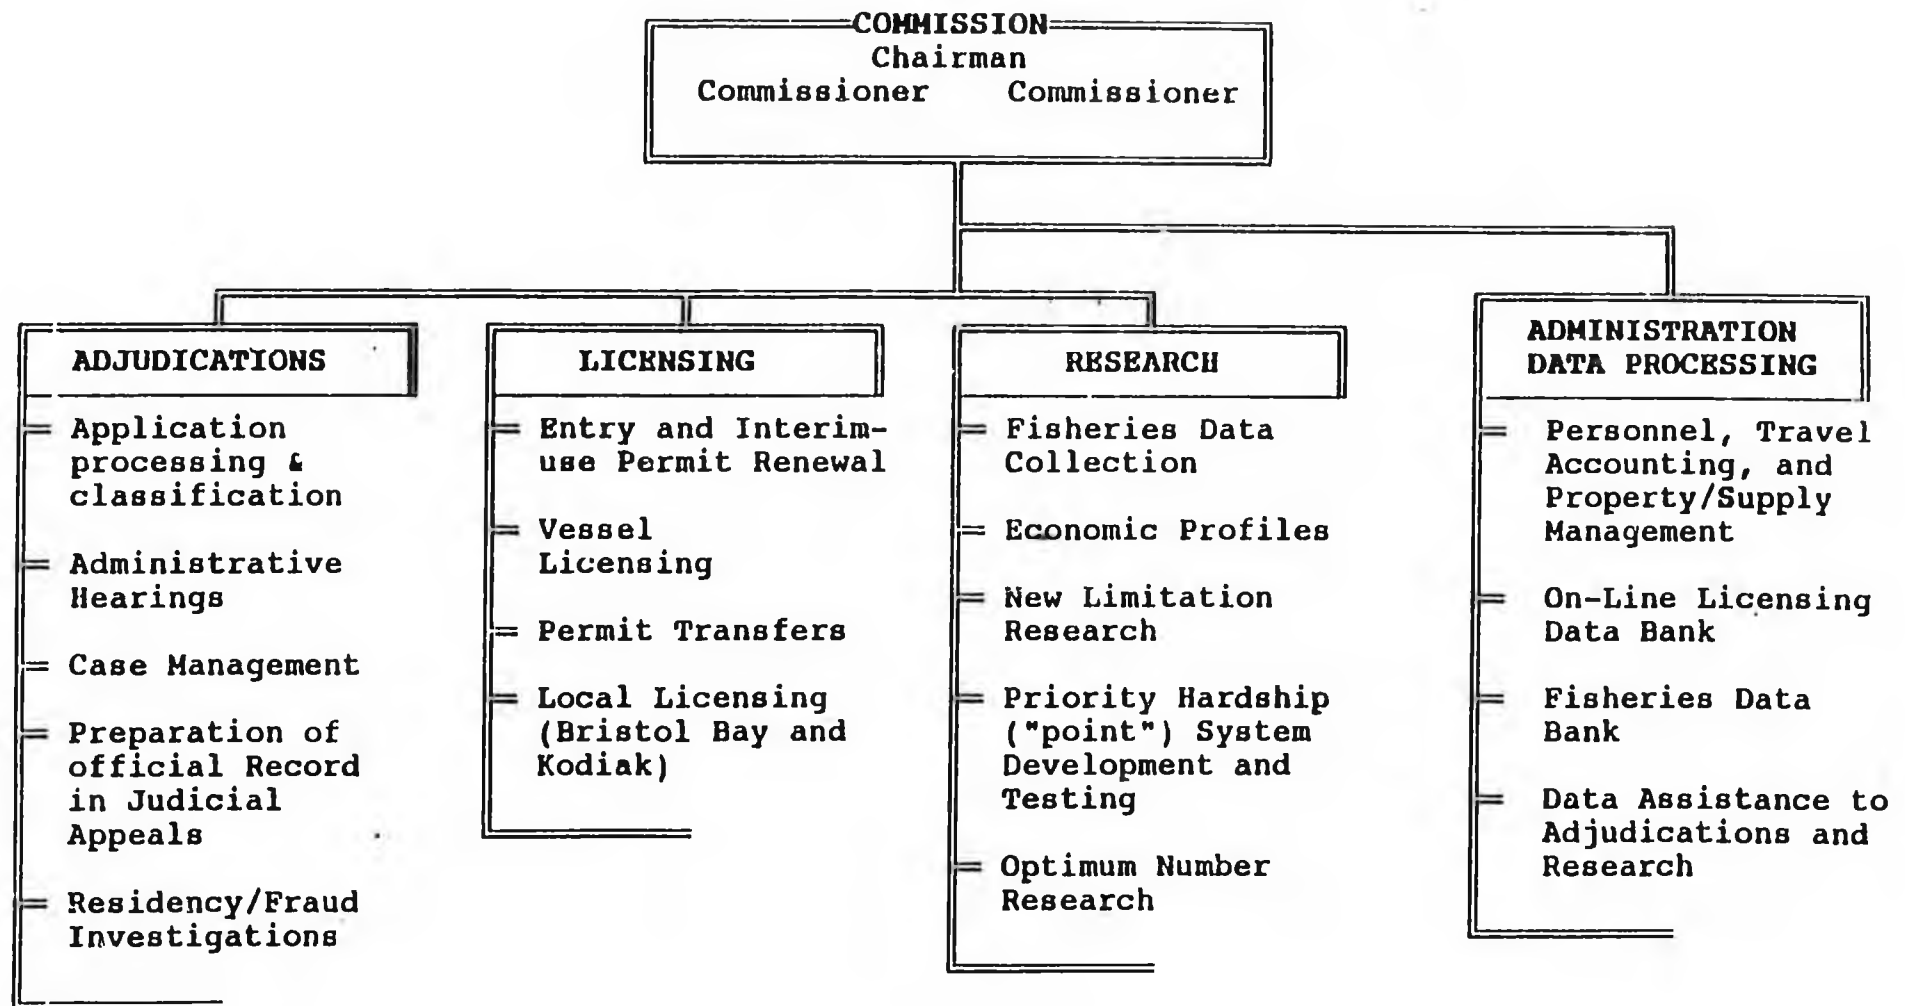 COMMISSION
Chairman
Commissioner Commissioner
ADJUDICATIONS
Application
processing &
classification
Administrative
Hearings
Case Management
Preparation of
official Record
in Judicial
Appeals
Residency/Fraud
Investigations
LICENSING
Entry and Interim-
use Permit Renewal
Vessel
Licensing
Permit Transfers
Local Licensing
(Bristol Bay and
Kodiak)
RESEARCH
Fisheries Data
Collection
Economic Profiles
New Limitation
Research
Priority Hardship
("point") System
Development and
Testing
Optimum Number
Research
ADMINISTRATION
DATA PROCESSING
Personnel, Travel
Accounting, and
Property/Supply
Management
On-Line Licensing
Data Bank
Fisheries Data
Bank
Data Assistance to
Adjudications and
Research